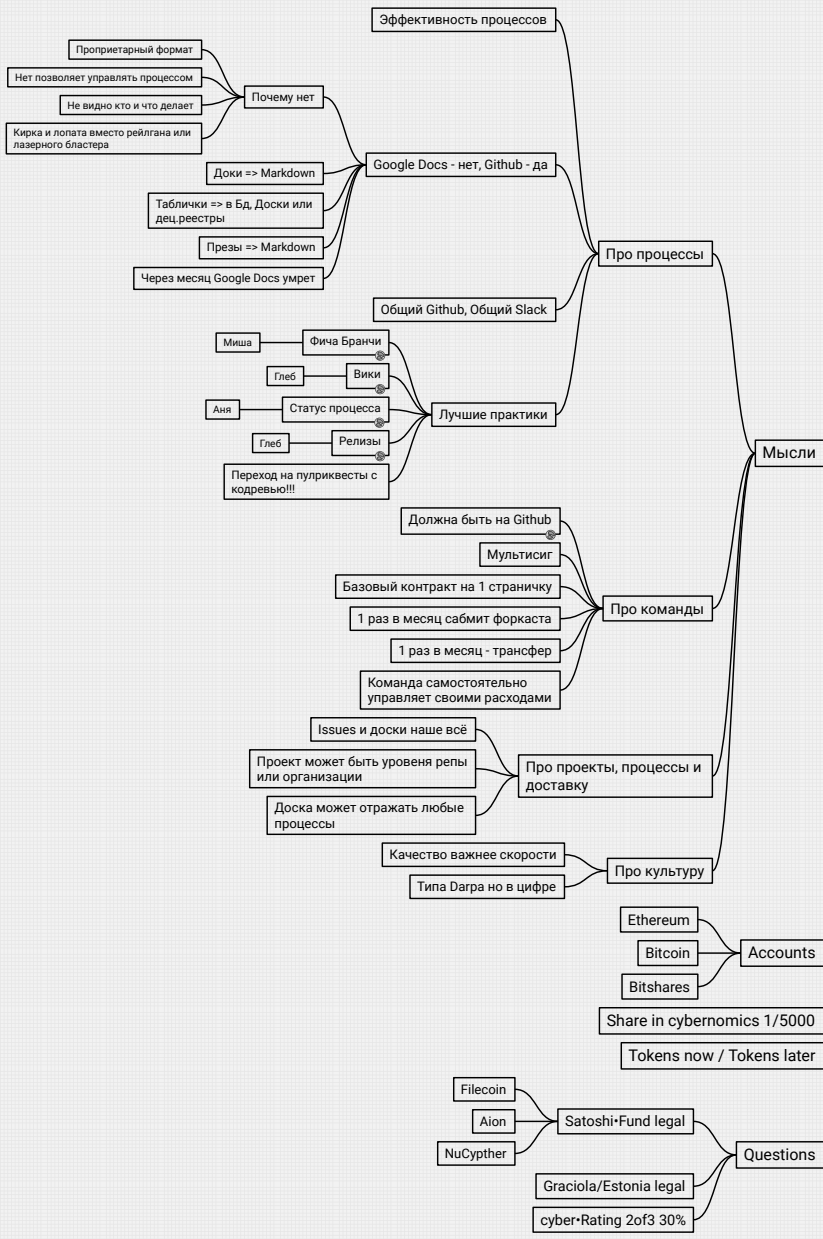 Эффективность процессов
Проприетарный формат
Нет позволяет управлять процессом
Почему нет
Не видно кто и что делает
Кирка и лопата вместо рейлгана или
лазерного бластера
Google Docs - нет, Github - да
Доки => Markdown
Таблички => в Бд, Доски или
дец.реестры
Презы => Markdown
Через месяц Google Docs умрет
Про процессы
Общий Github, Общий Slack
Миша
Фича Бранчи
Глеб
Вики
Аня
Статус процесса
Лучшие практики
Глеб
Релизы
Переход на пулриквесты с
кодревью!!!
Мысли
Должна быть на Github
Мультисиг
Базовый контракт на 1 страничку
Про команды
1 раз в месяц сабмит форкаста
1 раз в месяц - трансфер
Команда самостоятельно
управляет своими расходами
Issues и доски наше всё
Проект может быть уровеня репы
или организации
Про проекты, процессы и
доставку
Доска может отражать любые
процессы
Качество важнее скорости
Про культуру
Типа Darpa но в цифре
Ethereum
Bitcoin
Accounts
Bitshares
Share in cybernomics 1/5000
Tokens now / Tokens later
Filecoin
Aion
Satoshi•Fund legal
NuCypther
Questions
Graciola/Estonia legal
cyber•Rating 2of3 30%